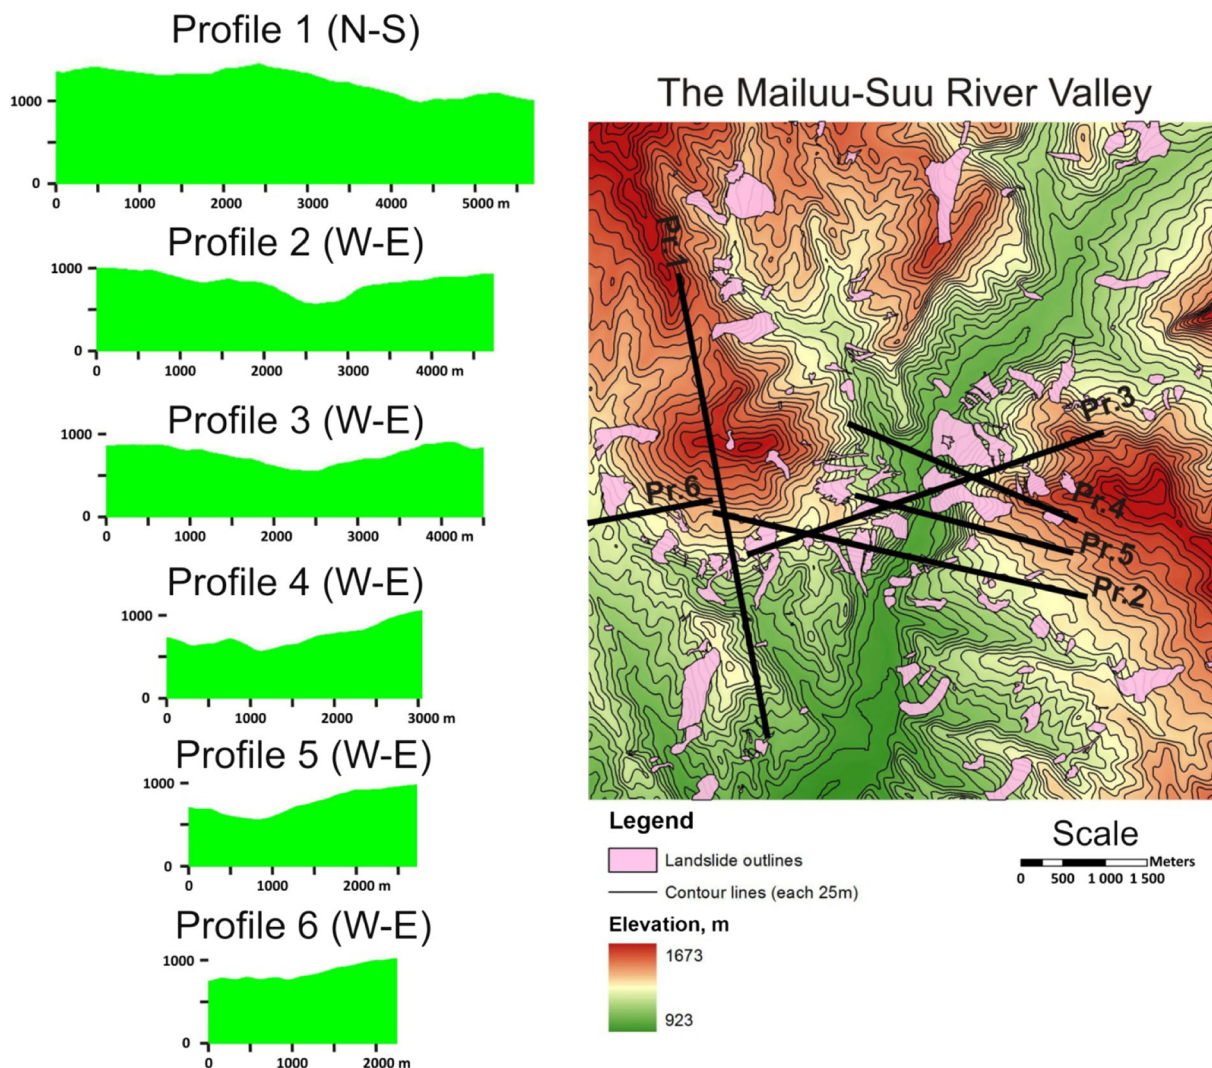 Profile 1 (N-S)
1000
0
0 1000 2000 3000 4000 5000 m
Profile 2 (W-E)
1000
0
0 1000 2000 3000 4000 m
Profile 3 (W-E)
1000
0
0 1000 2000 3000 4000 m
Profile 4 (W-E)
1000
0
0 1000 2000 3000 m
Profile 5 (W-E)
1000
0
0 1000 2000 m
Profile 6 (W-E)
1000
0
0 1000 2000 m
The Mailuu-Suu River Valley
Pr.1
Pr.3
Pr.6
Pr.4
Pr.5
Pr.2
Legend
Landslide outlines
Contour lines (each 25m)
Elevation, m
1673
923
Scale
Meters
0 500 1 000 1 500